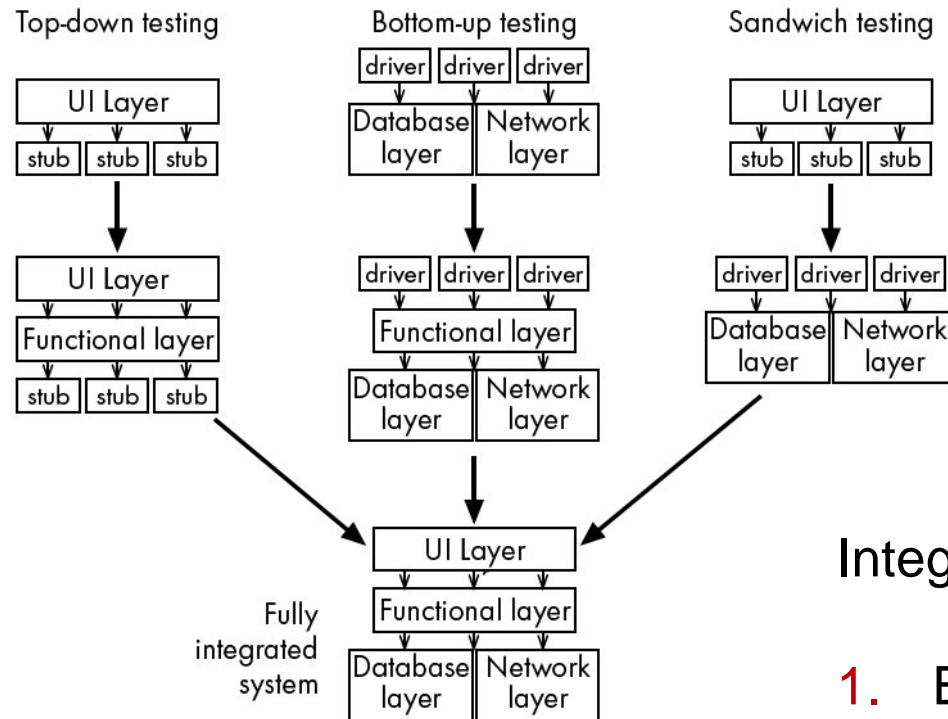 Top-down testing
Bottom-up testing
Sandwich testing
UI Layer
stub stub stub
UI Layer
Functional layer
stub stub stub
driver driver driver
Database layer
Network layer
driver driver driver
Functional layer
Database layer
Network layer
UI Layer
stub stub stub
driver driver driver
Database layer
Network layer
Fully
integrated
system
UI Layer
Functional layer
Database layer
Network layer
Integ
1. E